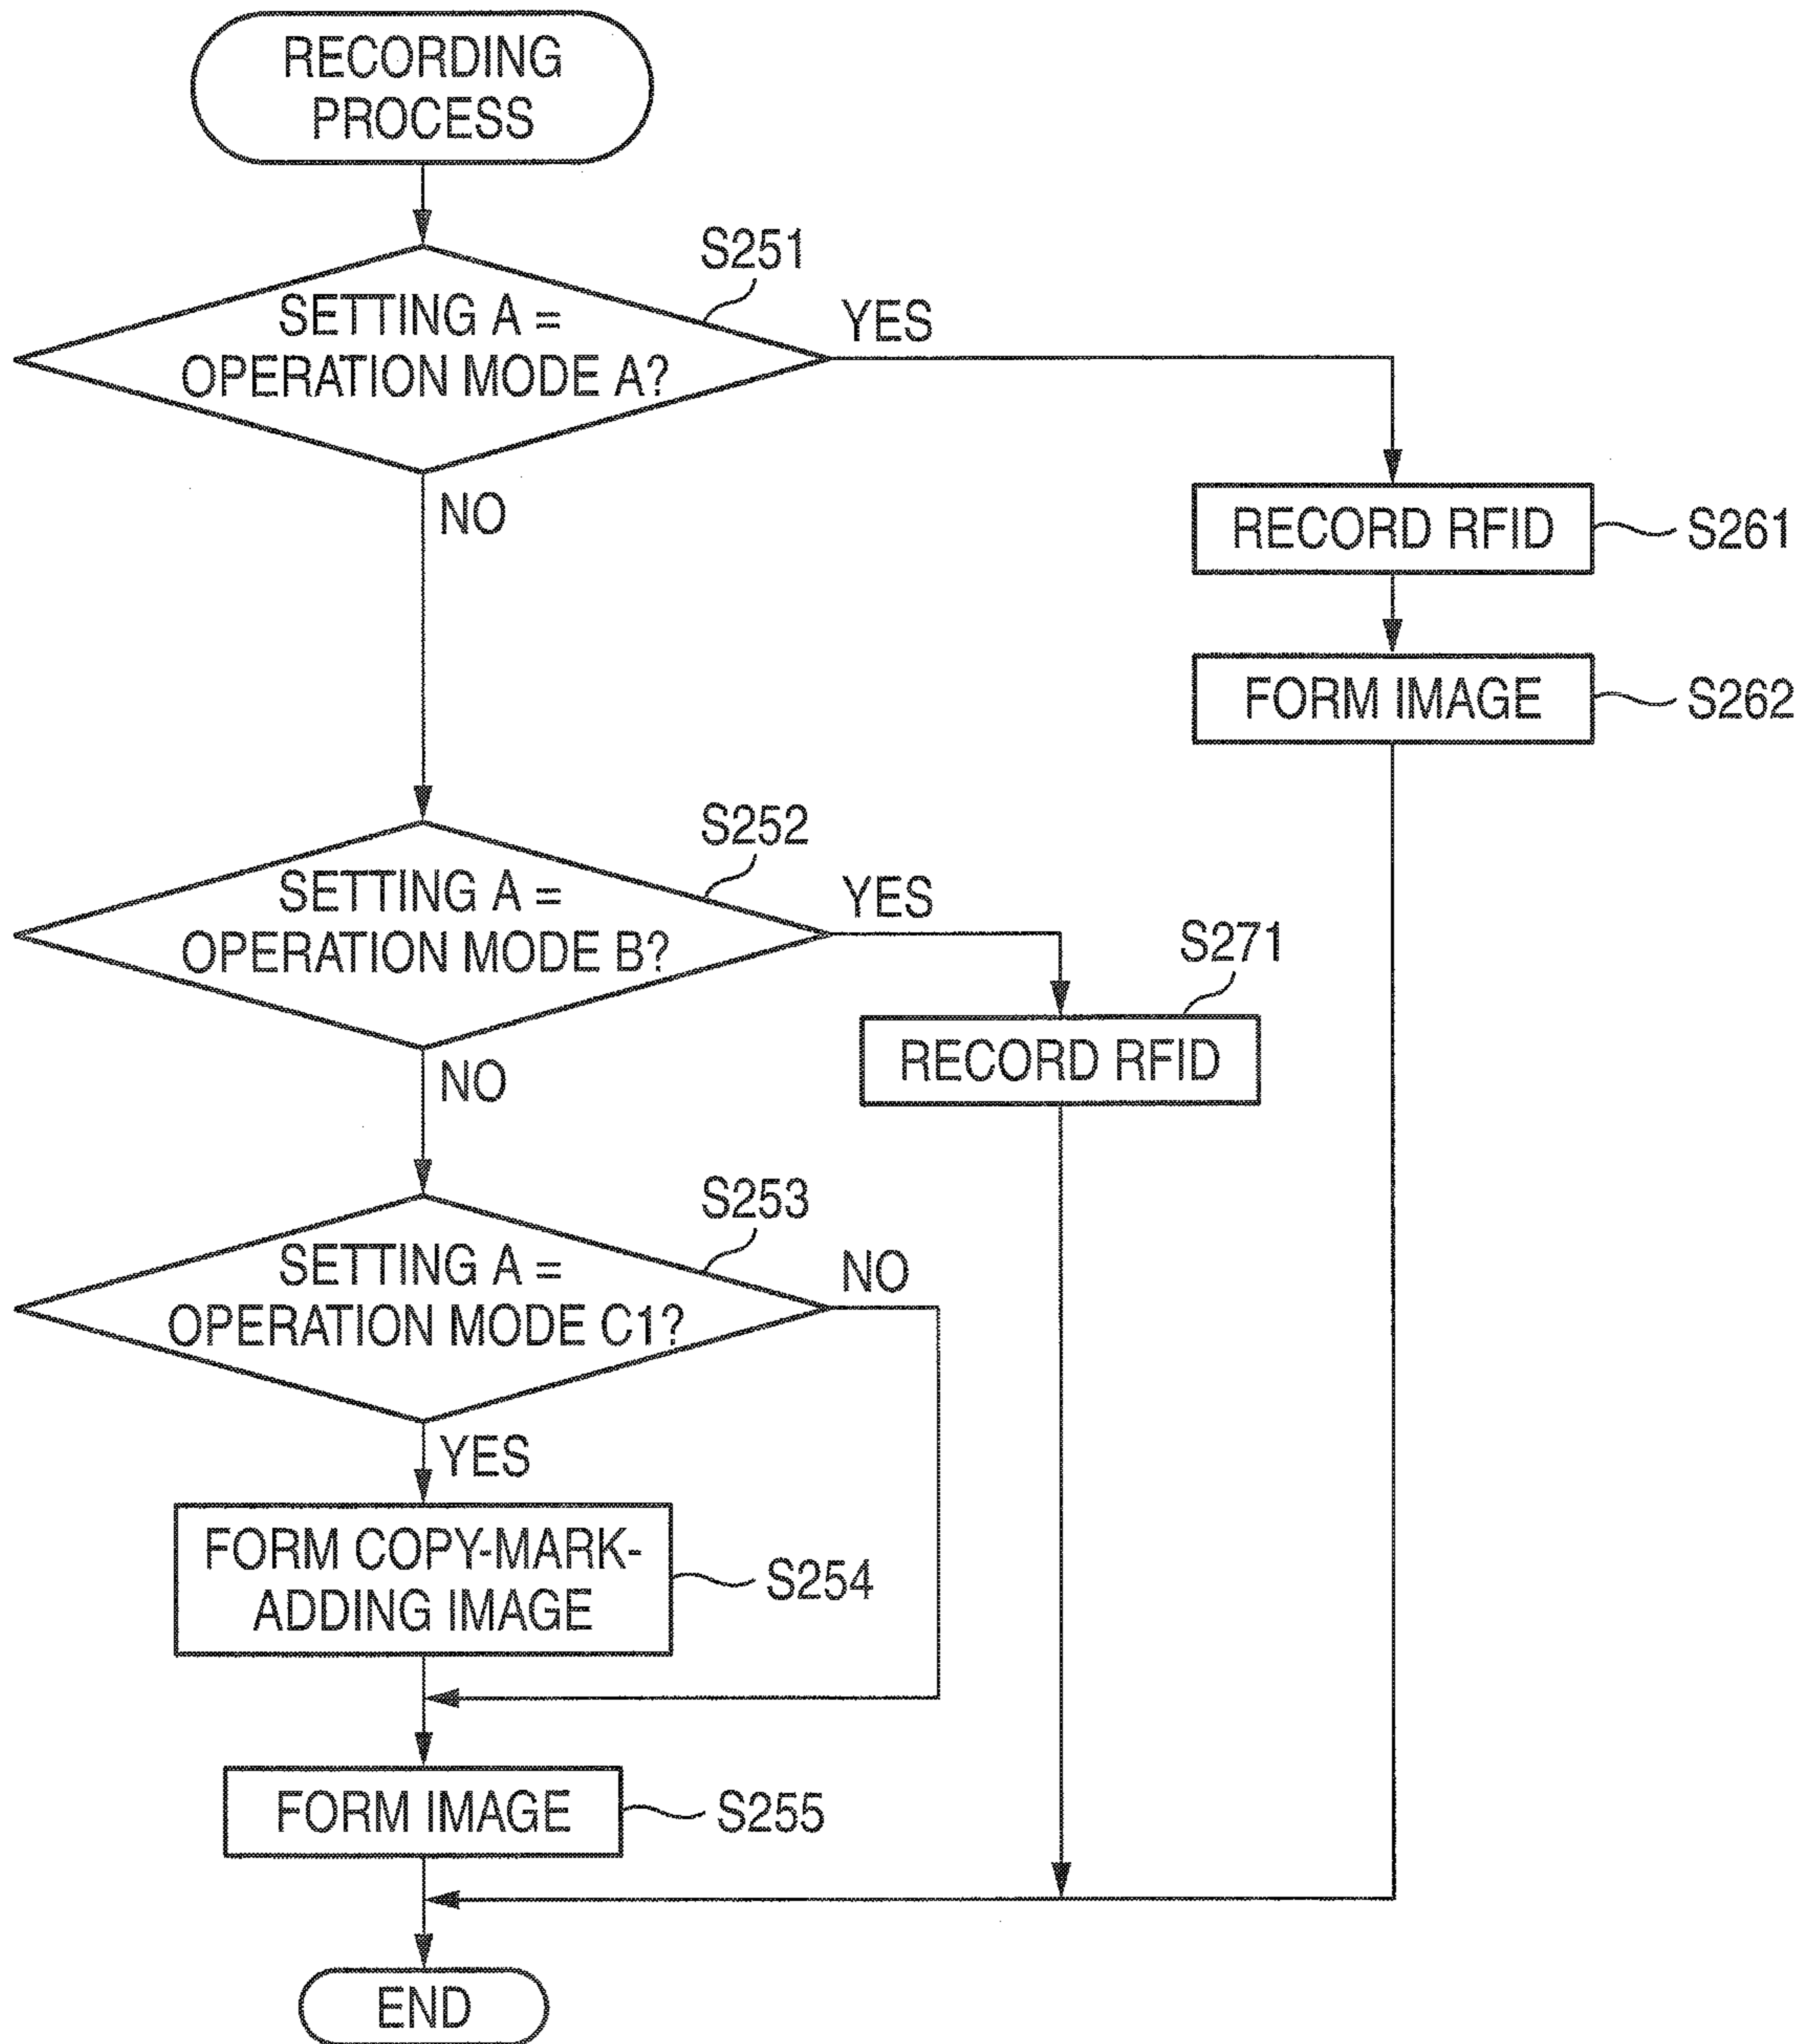 RECORDING
PROCESS
S251
SETTING A =
OPERATION MODE A?
YES
NO
RECORD RFID
S261
FORM IMAGE
S262
S252
SETTING A =
OPERATION MODE B?
YES
NO
S271
RECORD RFID
S253
SETTING A =
OPERATION MODE C1?
NO
YES
FORM COPY-MARK-
ADDING IMAGE
S254
FORM IMAGE
S255
END